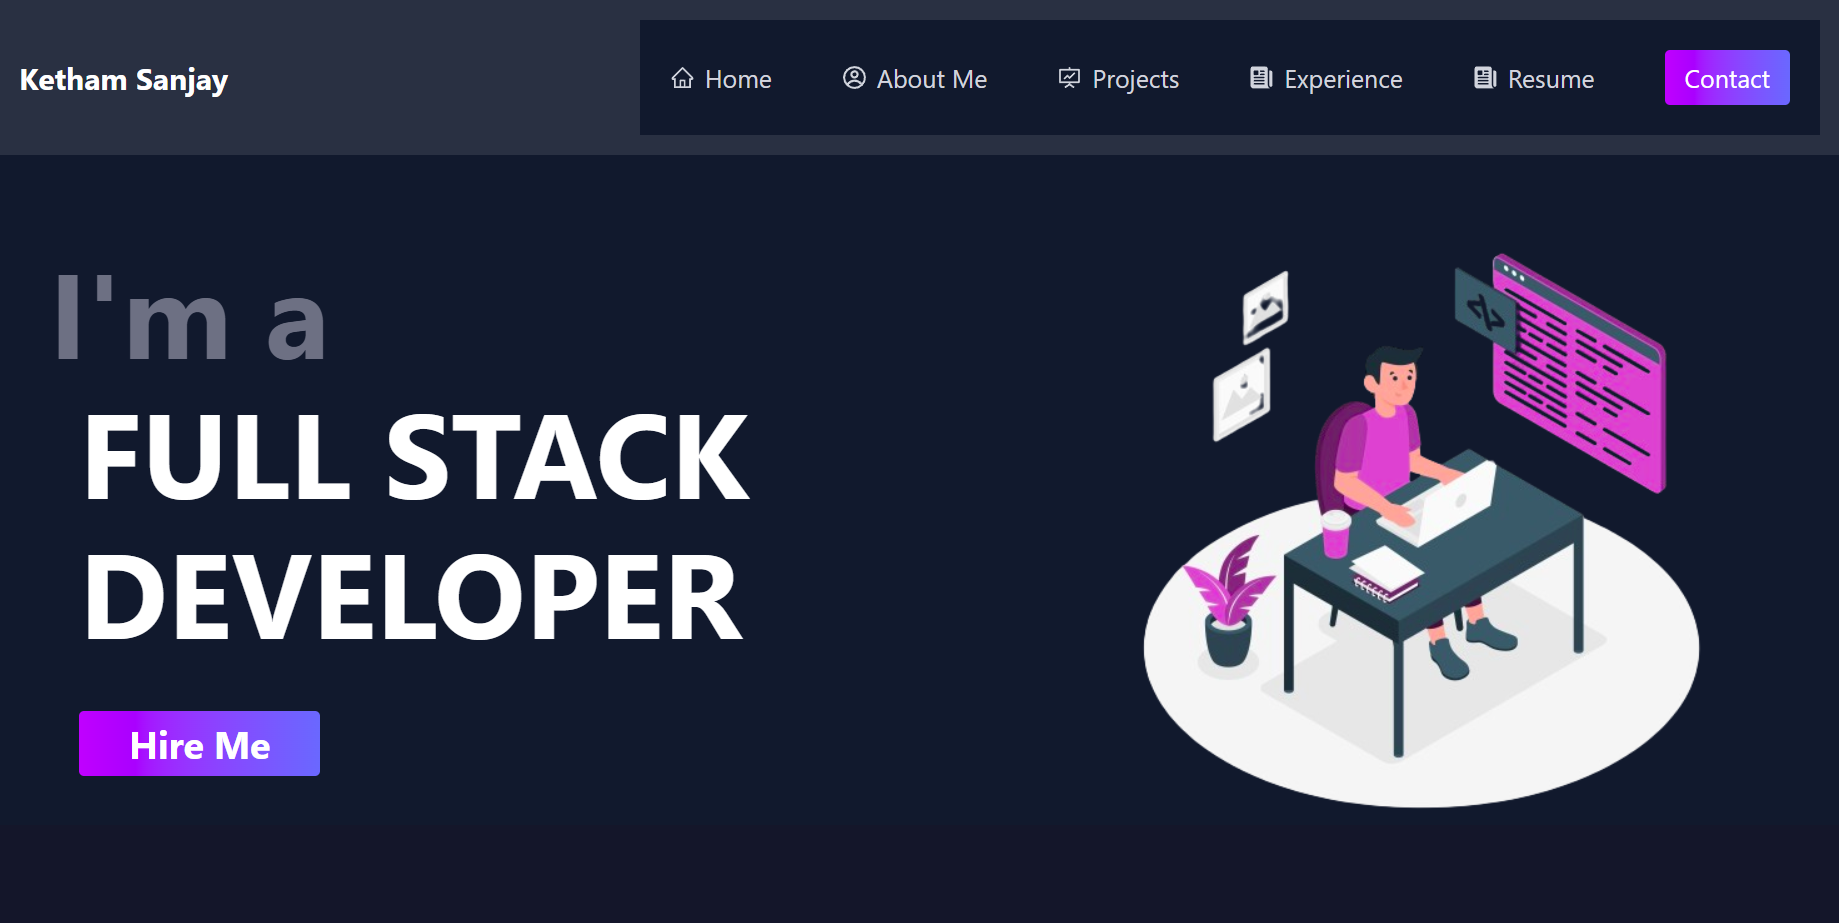 Ketham Sanjay
Home About Me Projects Experience Resume Contact
I'm a
FULL STACK
DEVELOPER
Hire Me